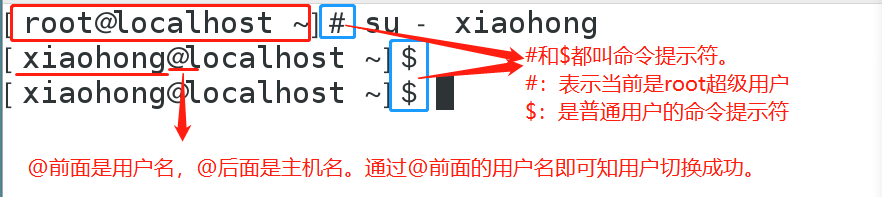 [ root@localhost ~]# su -  xiaohong
[ xiaohong@localhost ~]$
[ xiaohong@localhost ~]$
#和$都叫命令提示符。
#：表示当前是root超级用户
$：是普通用户的命令提示符
@前面是用户名，@后面是主机名。通过@前面的用户名即可知用户切换成功。